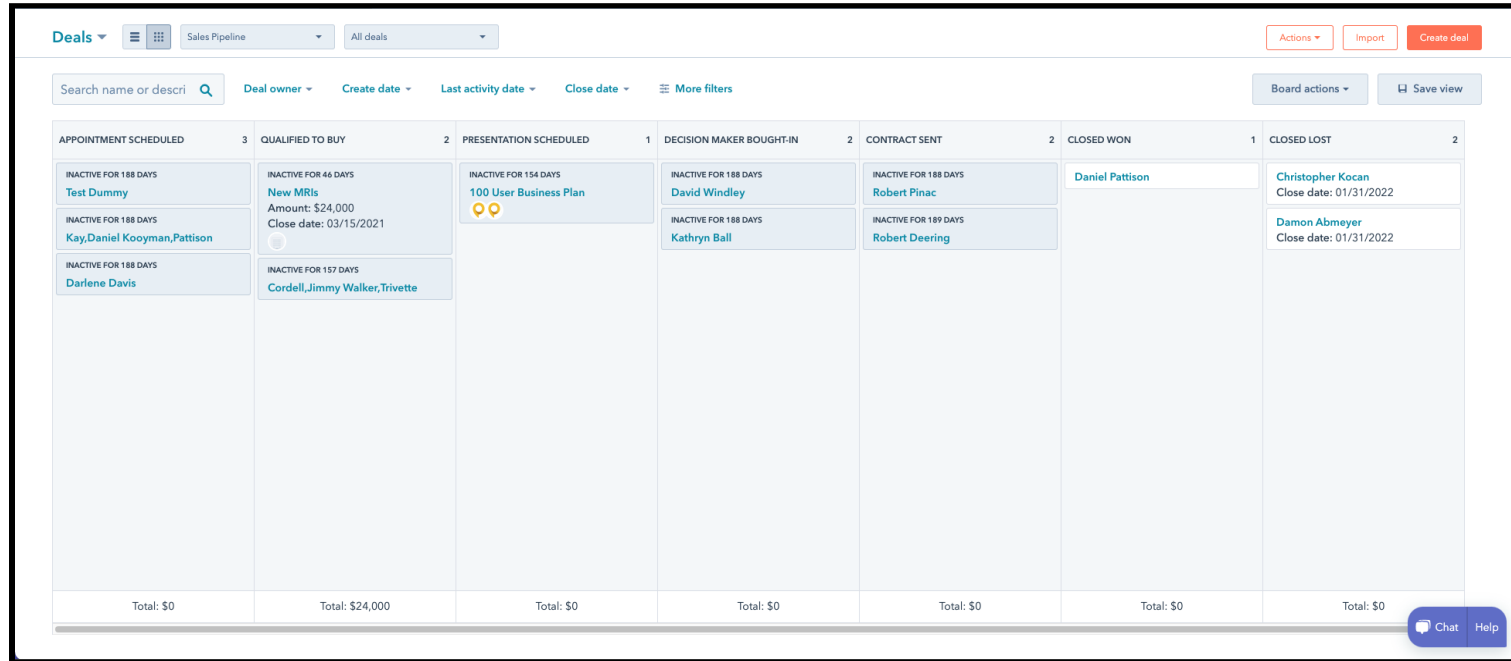 Deals
Sales Pipeline
All deals
Actions
Import
Create deal
Search name or descri
Deal owner
Create date
Last activity date
Close date
More filters
Board actions
Save view
APPOINTMENT SCHEDULED 3
INACTIVE FOR 188 DAYS
Test Dummy
INACTIVE FOR 188 DAYS
Kay,Daniel Kooyman,Pattison
INACTIVE FOR 188 DAYS
Darlene Davis
Total: $0
QUALIFIED TO BUY 2
INACTIVE FOR 46 DAYS
New MRIs
Amount: $24,000
Close date: 03/15/2021
INACTIVE FOR 157 DAYS
Cordell,Jimmy Walker,Trivette
Total: $24,000
PRESENTATION SCHEDULED 1
INACTIVE FOR 154 DAYS
100 User Business Plan
Total: $0
DECISION MAKER BOUGHT-IN 2
INACTIVE FOR 188 DAYS
David Windley
INACTIVE FOR 188 DAYS
Kathryn Ball
Total: $0
CONTRACT SENT 2
INACTIVE FOR 188 DAYS
Robert Pinac
INACTIVE FOR 189 DAYS
Robert Deering
Total: $0
CLOSED WON 1
Daniel Pattison
Total: $0
CLOSED LOST 2
Christopher Kocan
Close date: 01/31/2022
Damon Abmeyer
Close date: 01/31/2022
Total: $0
Chat
Help